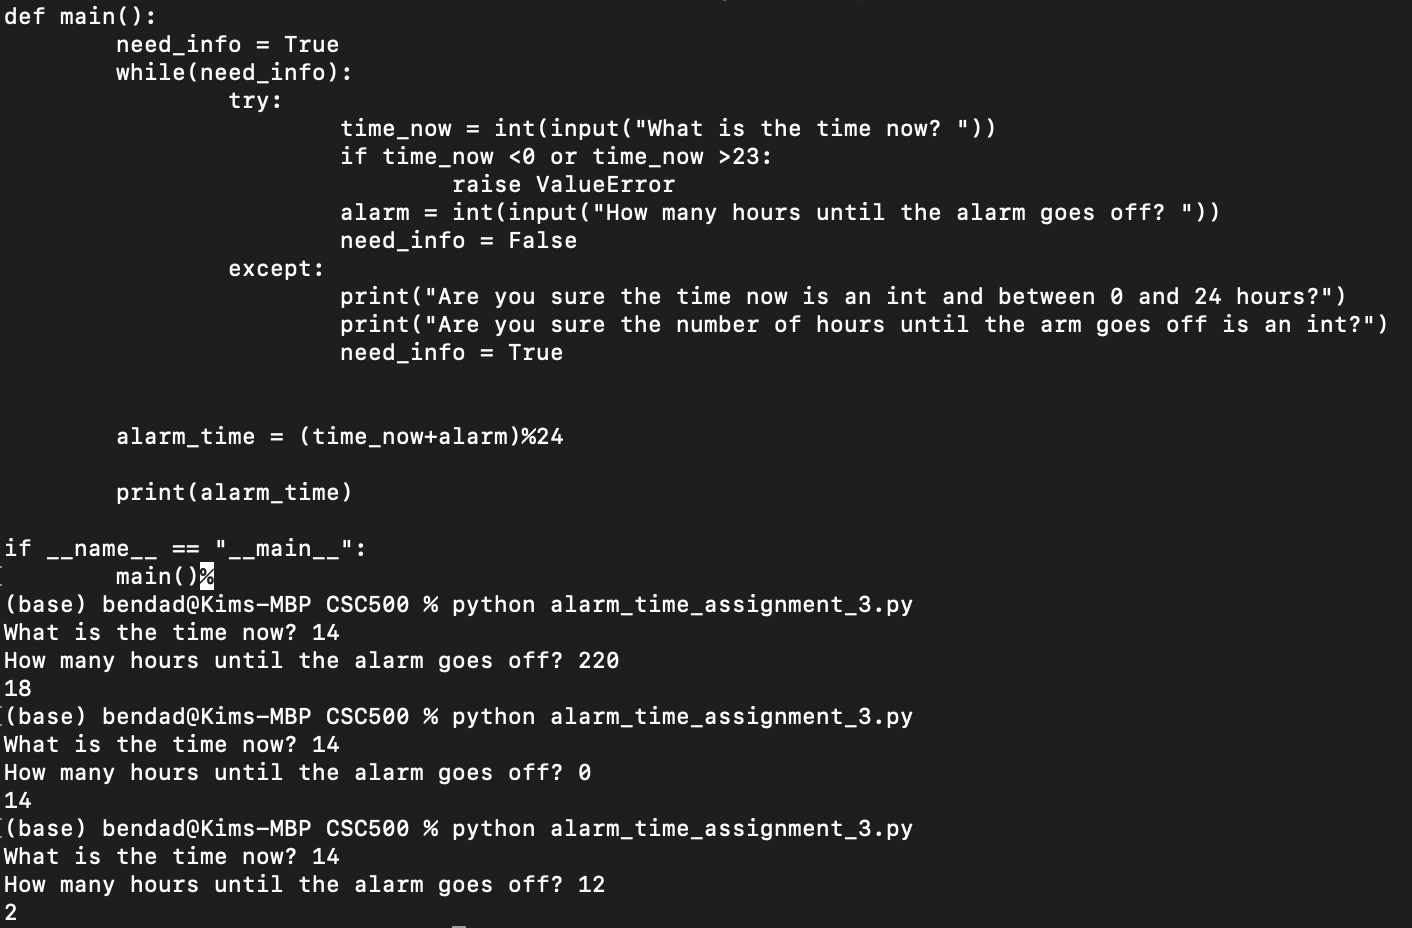 def main():
        need_info = True
        while(need_info):
                try:
                        time_now = int(input("What is the time now? "))
                        if time_now <0 or time_now >23:
                                raise ValueError
                        alarm = int(input("How many hours until the alarm goes off? "))
                        need_info = False
                except:
                        print("Are you sure the time now is an int and between 0 and 24 hours?")
                        print("Are you sure the number of hours until the arm goes off is an int?")
                        need_info = True
        alarm_time = (time_now+alarm)%24
        print(alarm_time)
if __name__ == "__main__":
        main()%
(base) bendad@Kims-MBP CSC500 % python alarm_time_assignment_3.py
What is the time now? 14
How many hours until the alarm goes off? 220
18
(base) bendad@Kims-MBP CSC500 % python alarm_time_assignment_3.py
What is the time now? 14
How many hours until the alarm goes off? 0
14
(base) bendad@Kims-MBP CSC500 % python alarm_time_assignment_3.py
What is the time now? 14
How many hours until the alarm goes off? 12
2